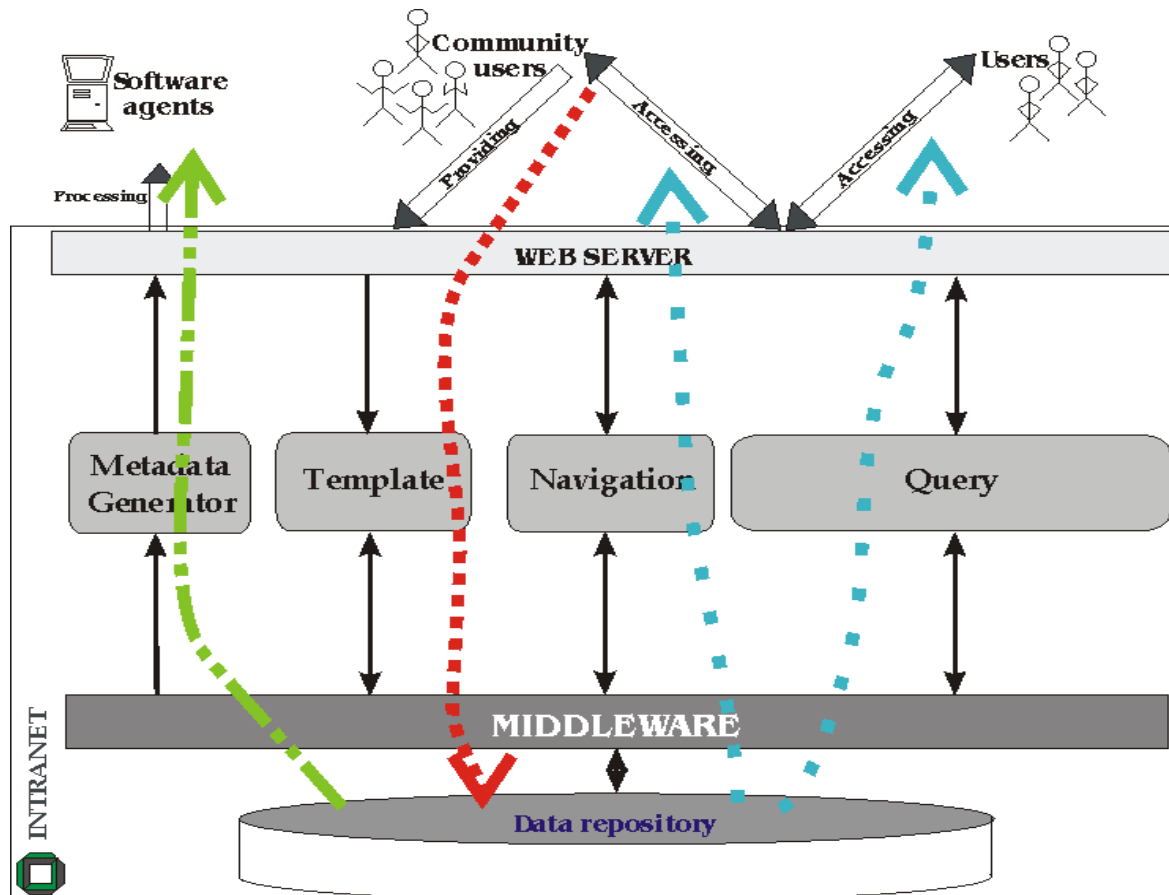 Software
agents
Community
users
Users
Processing
Providing
Accessing
Accessing
WEB SERVER
Metadata
Generator
Template
Navigation
Query
MIDDLEWARE
Data repository
INTRANET